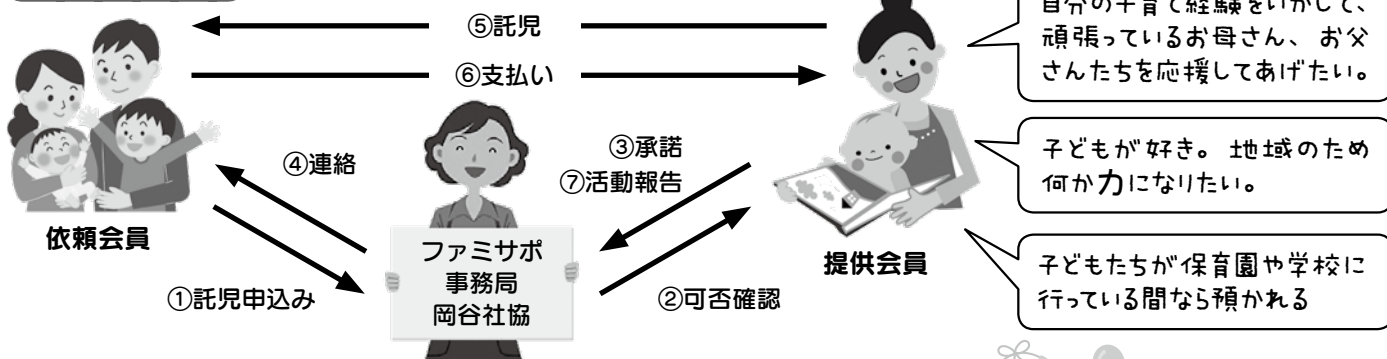 ⑤託児
⑥支払い
④連絡
③承諾
⑦活動報告
依頼会員
①託児申込み
ファミサポ
事務局
岡谷社協
②可否確認
提供会員
自分の子育て経験をいかして、
頑張っているお母さん、お父
さんたちを応援してあげたい。
子どもが好き。地域のため
何か力になりたい。
子どもたちが保育園や学校に
行っている間なら預かれる